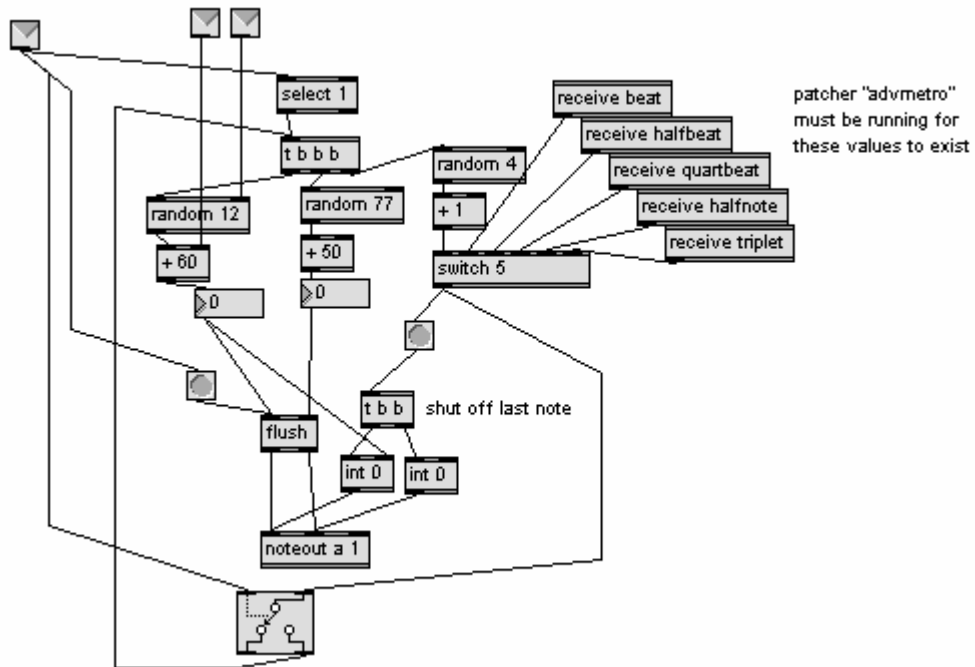 select 1
receive beat
patcher "advmetro"
must be running for
these values to exist
receive halfbeat
t b b b
random 4
receive quartbeat
random 12
random 77
+ 1
receive halfnote
receive triplet
+ 60
+ 50
switch 5
0
0
t b b
shut off last note
flush
int 0
int 0
noteout a 1